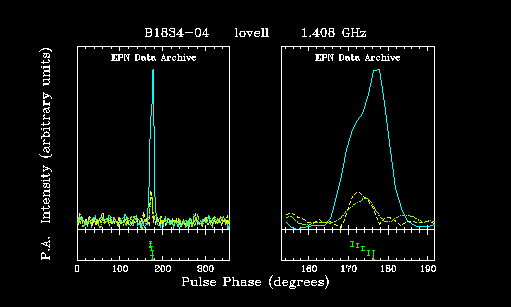 B1834-04 lovell 1.408 GHz
EPN Data Archive
EPN Data Archive
Intensity (arbitrary units)
P.A.
0 100 200 300
160 170 180 190
Pulse Phase (degrees)